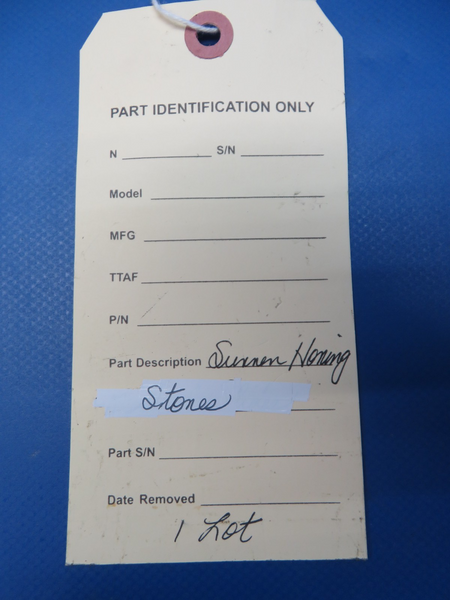 PART IDENTIFICATION ONLY
N S/N
Model
MFG
TTAF
P/N
Part Description Sunnen Honing
Stones
Part S/N
Date Removed
1 Lot